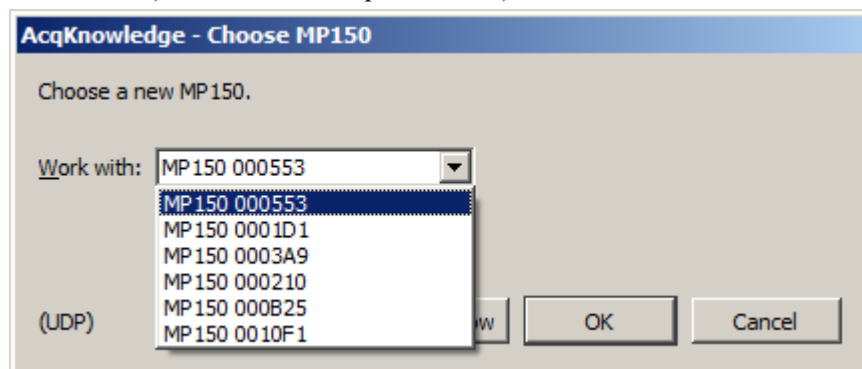 AcqKnowledge - Choose MP150
Choose a new MP150.
Work with: MP150 000553
MP150 000553
MP150 0001D1
MP150 0003A9
MP150 000210
MP150 000B25
MP150 0010F1
(UDP) OK Cancel